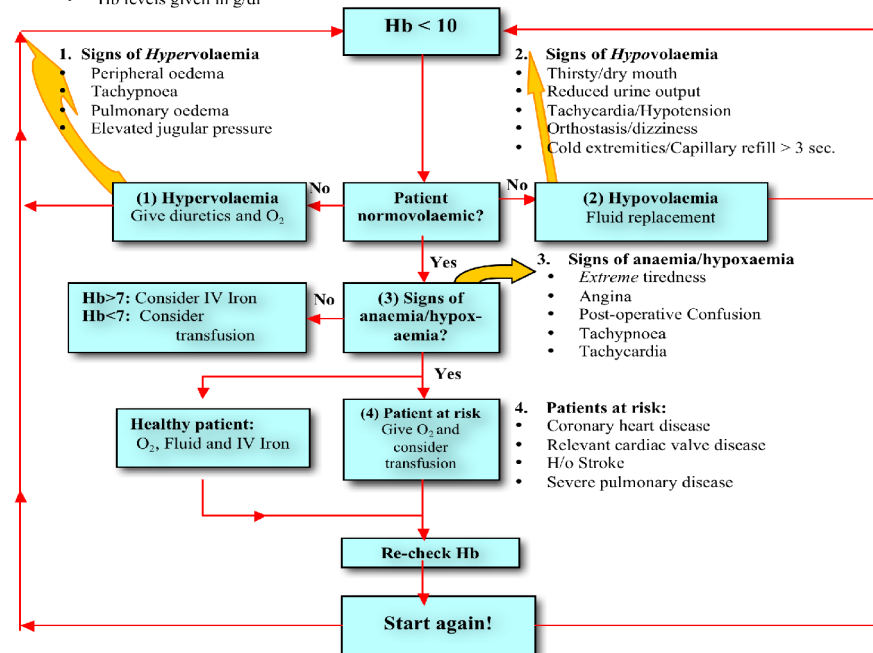 • Hb levels given in g/dl
Hb < 10
1. Signs of Hypervolaemia
• Peripheral oedema
• Tachypnoea
• Pulmonary oedema
• Elevated jugular pressure
2. Signs of Hypovolaemia
• Thirsty/dry mouth
• Reduced urine output
• Tachycardia/Hypotension
• Orthostasis/dizziness
• Cold extremities/Capillary refill > 3 sec.
(1) Hypervolaemia
Give diuretics and O₂
No
Patient
normovolaemic?
No
(2) Hypovolaemia
Fluid replacement
Yes
3. Signs of anaemia/hypoxaemia
• Extreme tiredness
• Angina
• Post-operative Confusion
• Tachypnoea
• Tachycardia
Hb>7: Consider IV Iron
Hb<7: Consider
transfusion
No
(3) Signs of
anaemia/hypox-
aemia?
Yes
Healthy patient:
O₂, Fluid and IV Iron
(4) Patient at risk
Give O₂ and
consider
transfusion
4. Patients at risk:
• Coronary heart disease
• Relevant cardiac valve disease
• H/o Stroke
• Severe pulmonary disease
Re-check Hb
Start again!